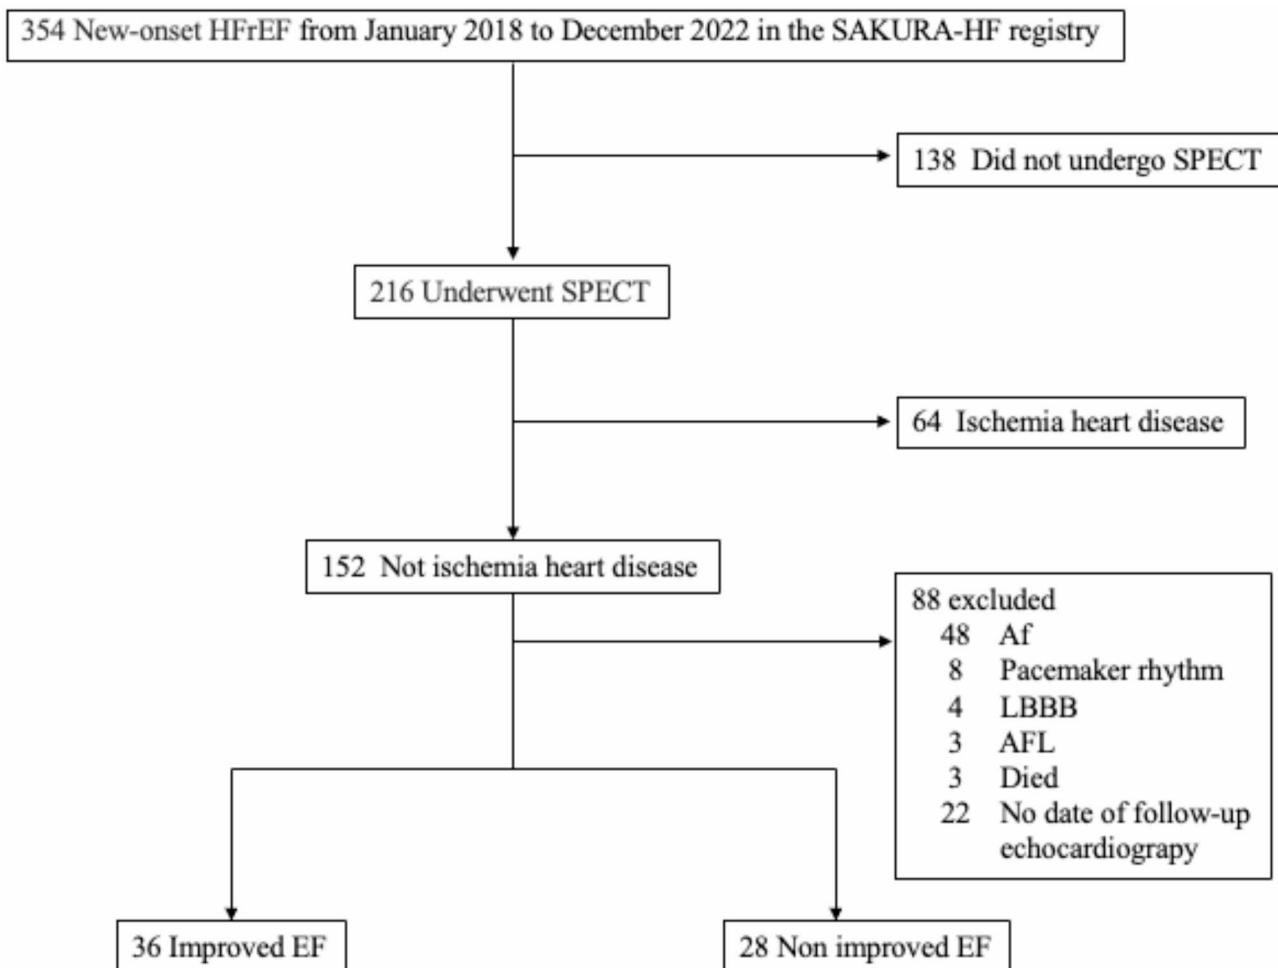 354 New-onset HFrEF from January 2018 to December 2022 in the SAKURA-HF registry
138 Did not undergo SPECT
216 Underwent SPECT
64 Ischemia heart disease
152 Not ischemia heart disease
88 excluded
48 Af
8 Pacemaker rhythm
4 LBBB
3 AFL
3 Died
22 No date of follow-up
echocardiograpy
36 Improved EF
28 Non improved EF